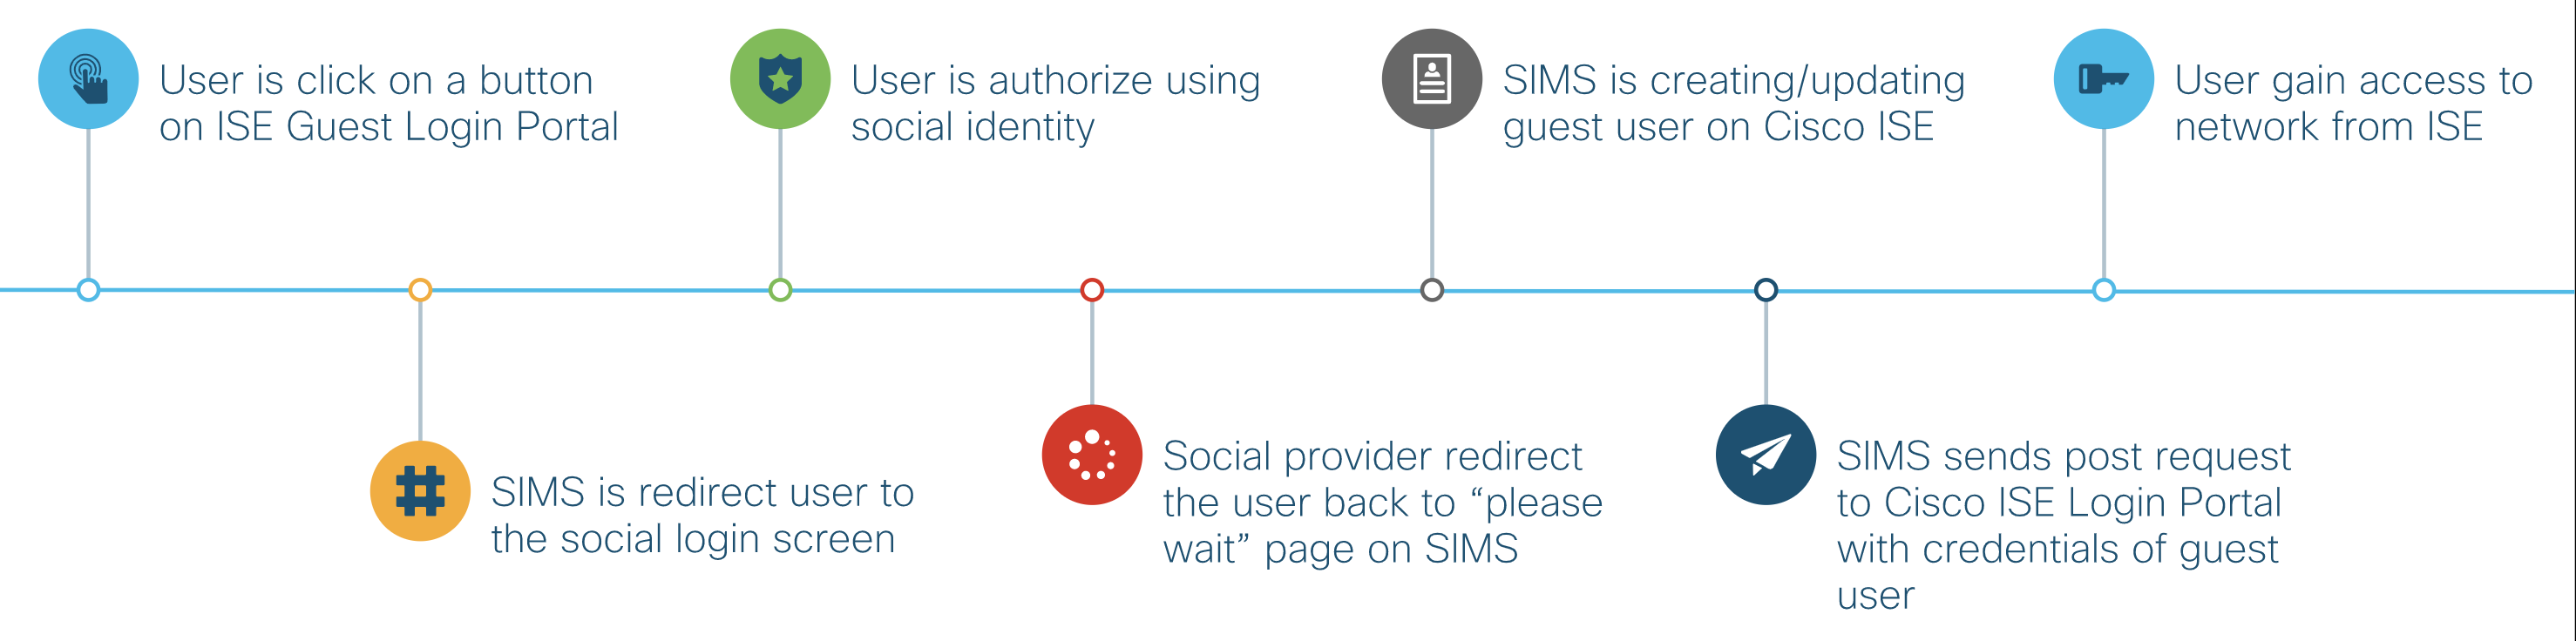 User is click on a button
on ISE Guest Login Portal
SIMS is redirect user to
the social login screen
User is authorize using
social identity
Social provider redirect
the user back to “please
wait” page on SIMS
SIMS is creating/updating
guest user on Cisco ISE
SIMS sends post request
to Cisco ISE Login Portal
with credentials of guest
user
User gain access to
network from ISE